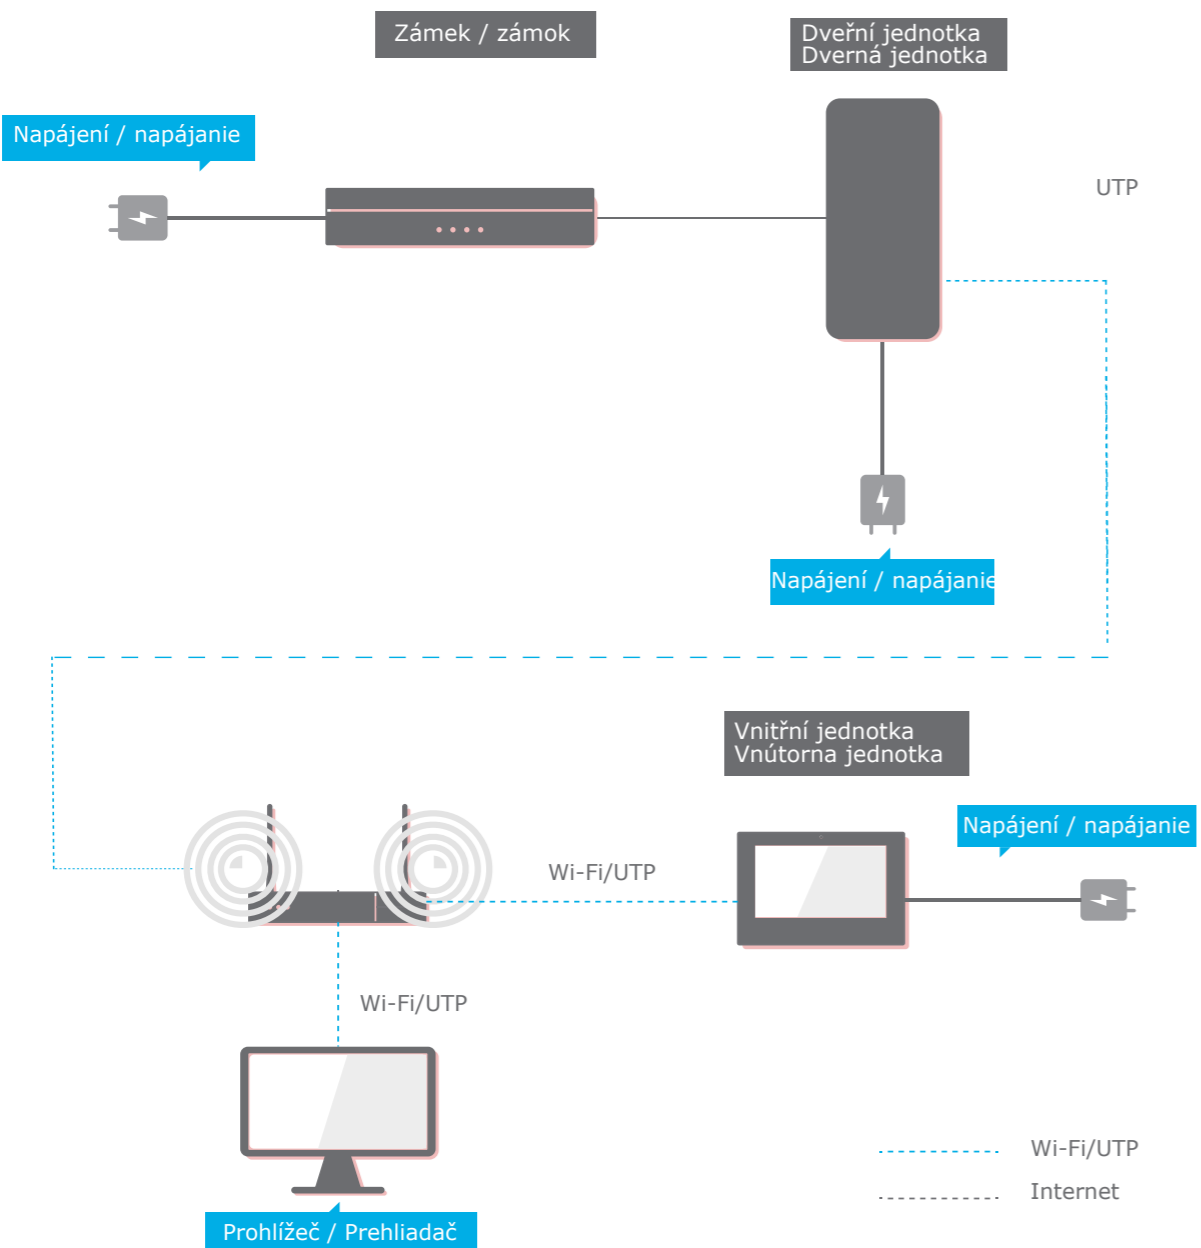 Zámek / zámok
Dveřní jednotka
Dverná jednotka
Napájení / napájanie
UTP
Napájení / napájanie
Vnitřní jednotka
Vnútorna jednotka
Napájení / napájanie
Wi-Fi/UTP
Wi-Fi/UTP
Wi-Fi/UTP
Internet
Prohlížeč / Prehliadač